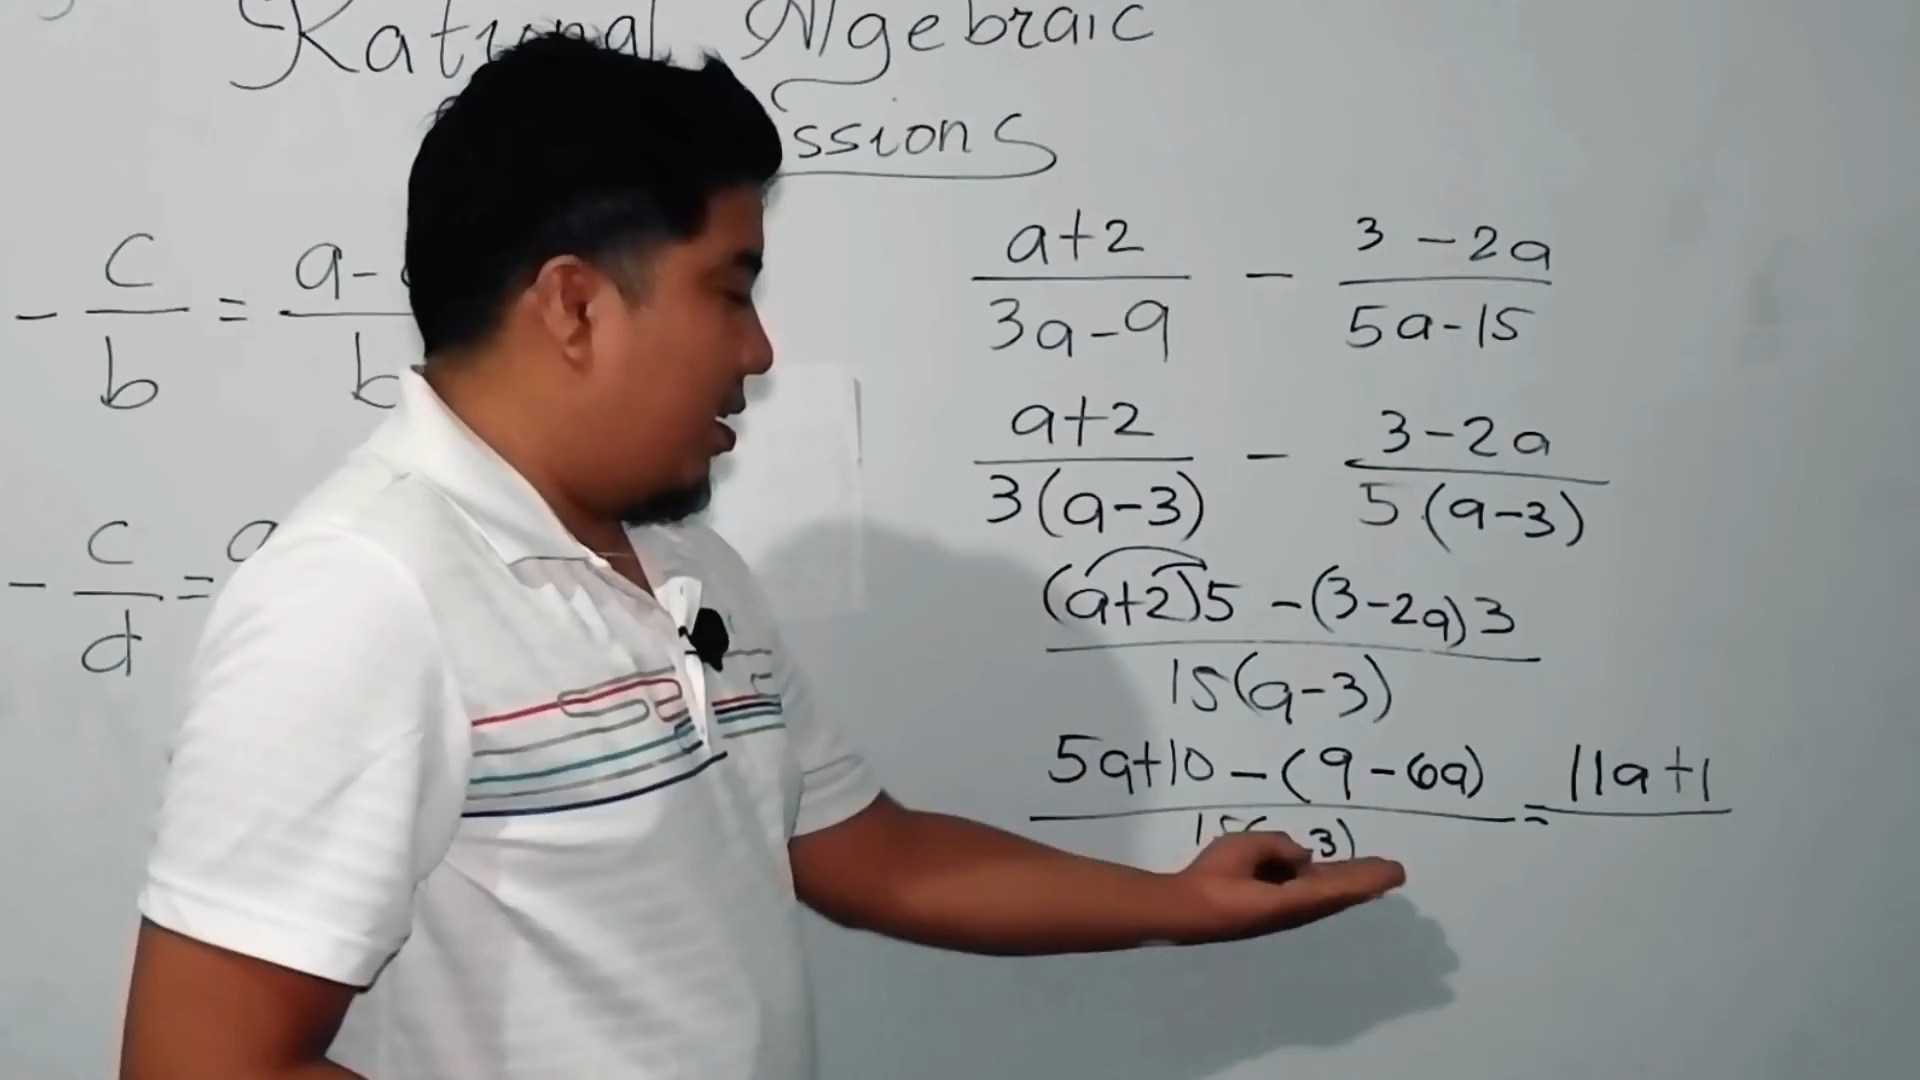 Rational Algebraic
ssions
- c/b = a-
b
- c/d =
(a+2)/(3a-9) - (3-2a)/(5a-15)
(a+2)/(3(a-3)) - (3-2a)/(5(a-3))
((a+2)5 - (3-2a)3)/(15(a-3))
(5a+10-(9-6a))/(15( -3)) = 11a+1